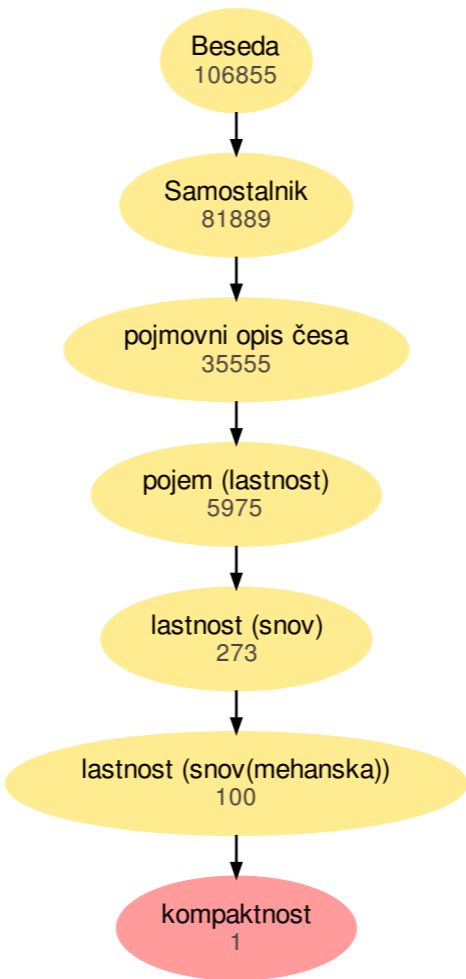 Beseda
106855
Samostalnik
81889
pojmovni opis česa
35555
pojem (lastnost)
5975
lastnost (snov)
273
lastnost (snov(mehanska))
100
kompaktnost
1